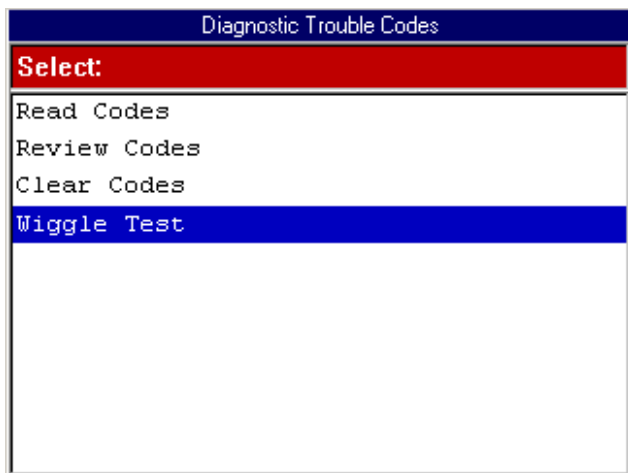 Diagnostic Trouble Codes
Select:
Read Codes
Review Codes
Clear Codes
Wiggle Test